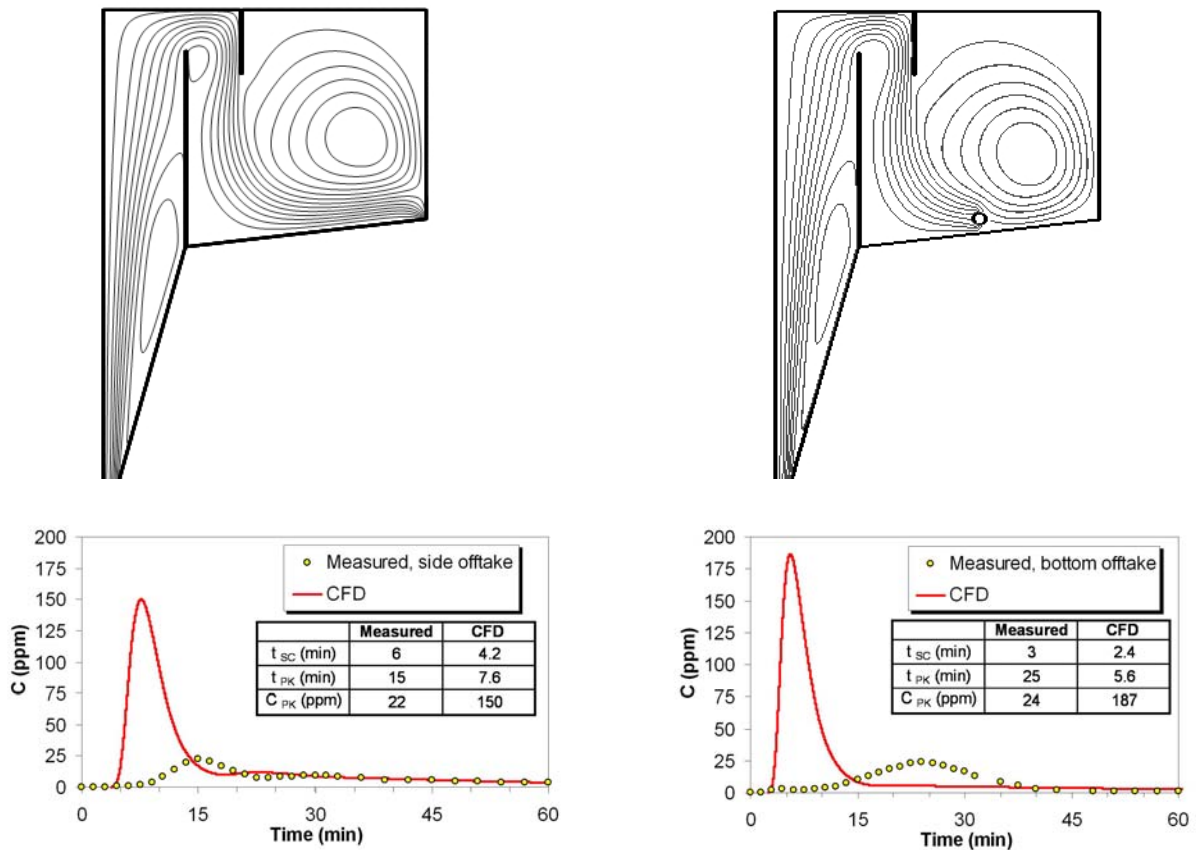 200
175
150
125
100
75
50
25
0
C (ppm)
Measured, side offtake
CFD
Measured CFD
t SC (min) 6 4.2
t PK (min) 15 7.6
C PK (ppm) 22 150
0 15 30 45 60
Time (min)
200
175
150
125
100
75
50
25
0
C (ppm)
Measured, bottom offtake
CFD
Measured CFD
t SC (min) 3 2.4
t PK (min) 25 5.6
C PK (ppm) 24 187
0 15 30 45 60
Time (min)